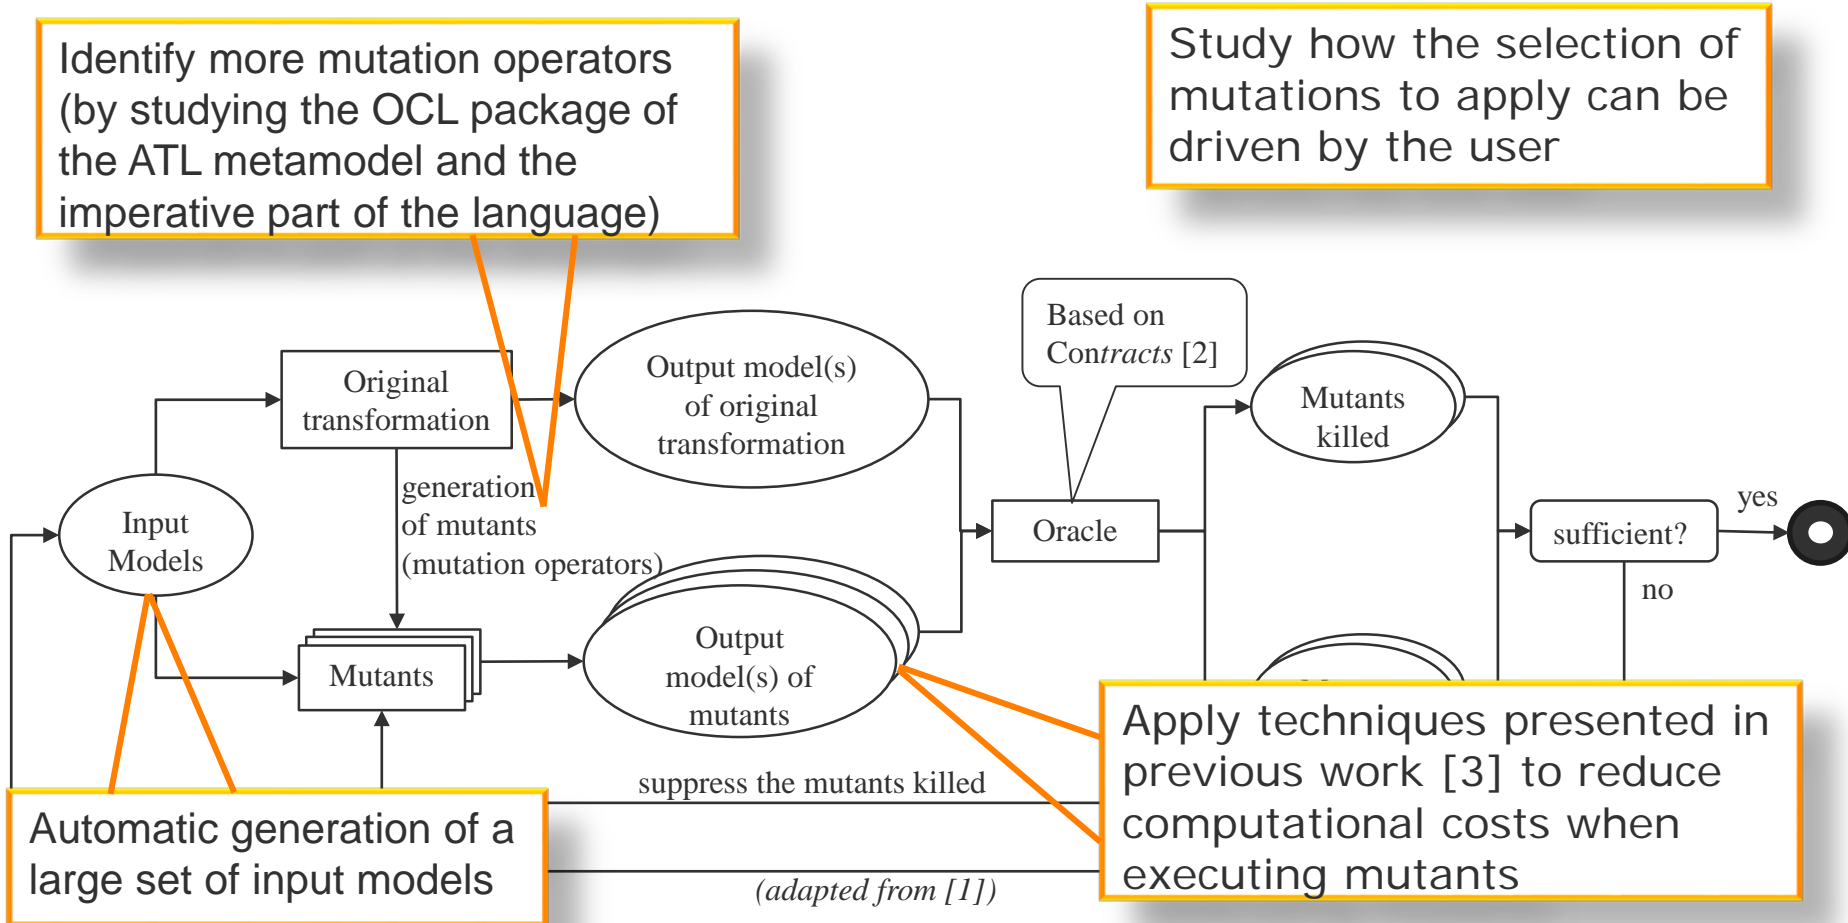 Identify more mutation operators
(by studying the OCL package of
the ATL metamodel and the
imperative part of the language)
Study how the selection of
mutations to apply can be
driven by the user
Based on
Contracts [2]
Original
transformation
Output model(s)
of original
transformation
Mutants
killed
generation
of mutants
(mutation operators)
Input
Models
Oracle
sufficient?
yes
no
Mutants
Output
model(s) of
mutants
suppress the mutants killed
Apply techniques presented in
previous work [3] to reduce
computational costs when
executing mutants
Automatic generation of a
large set of input models
(adapted from [1])